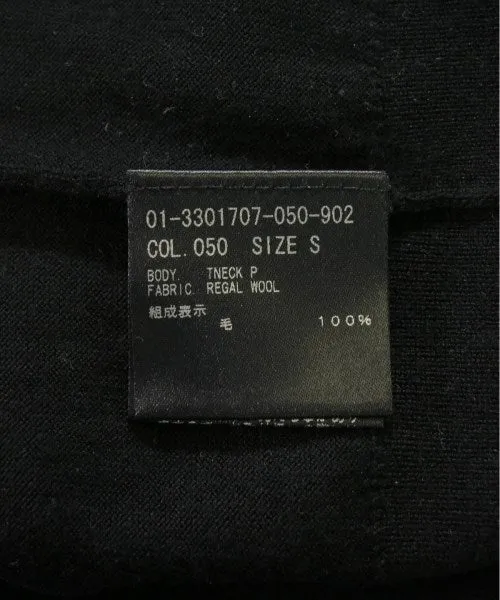 01-3301707-050-902
COL. 050 SIZE S
BODY. TNECK P
FABRIC. REGAL WOOL
組成表示
毛 100%